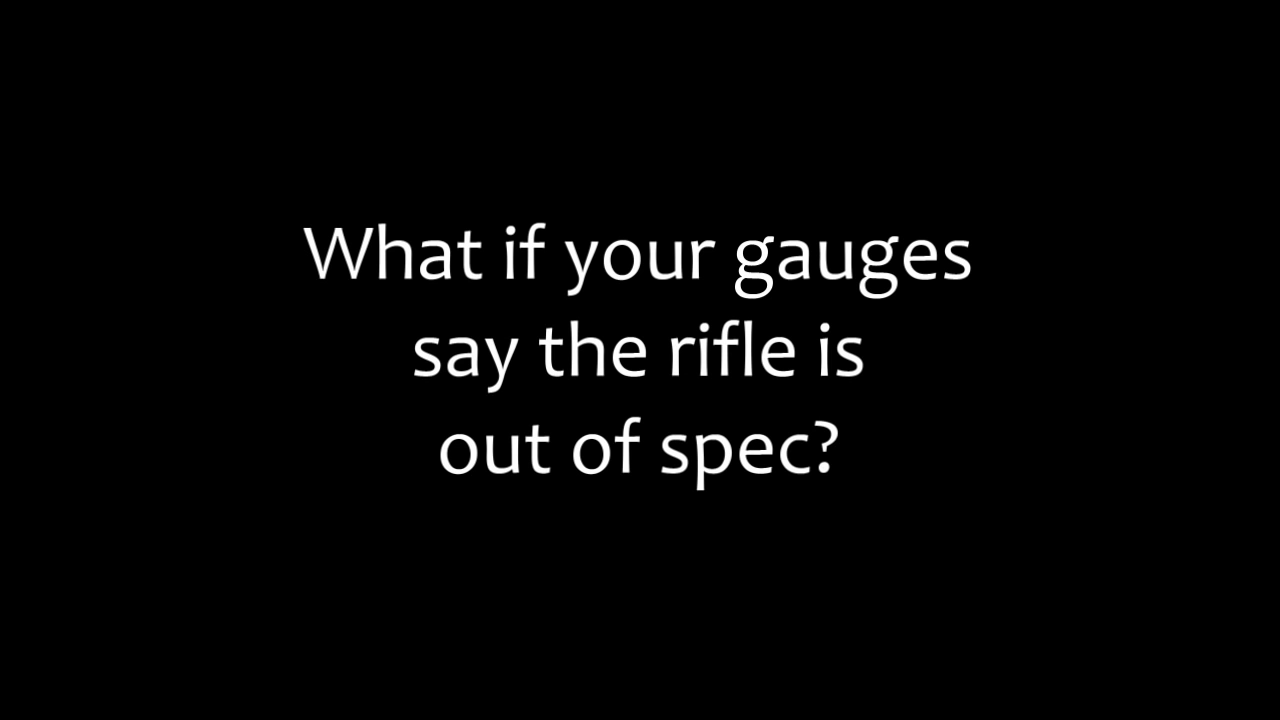 What if your gauges
say the rifle is
out of spec?